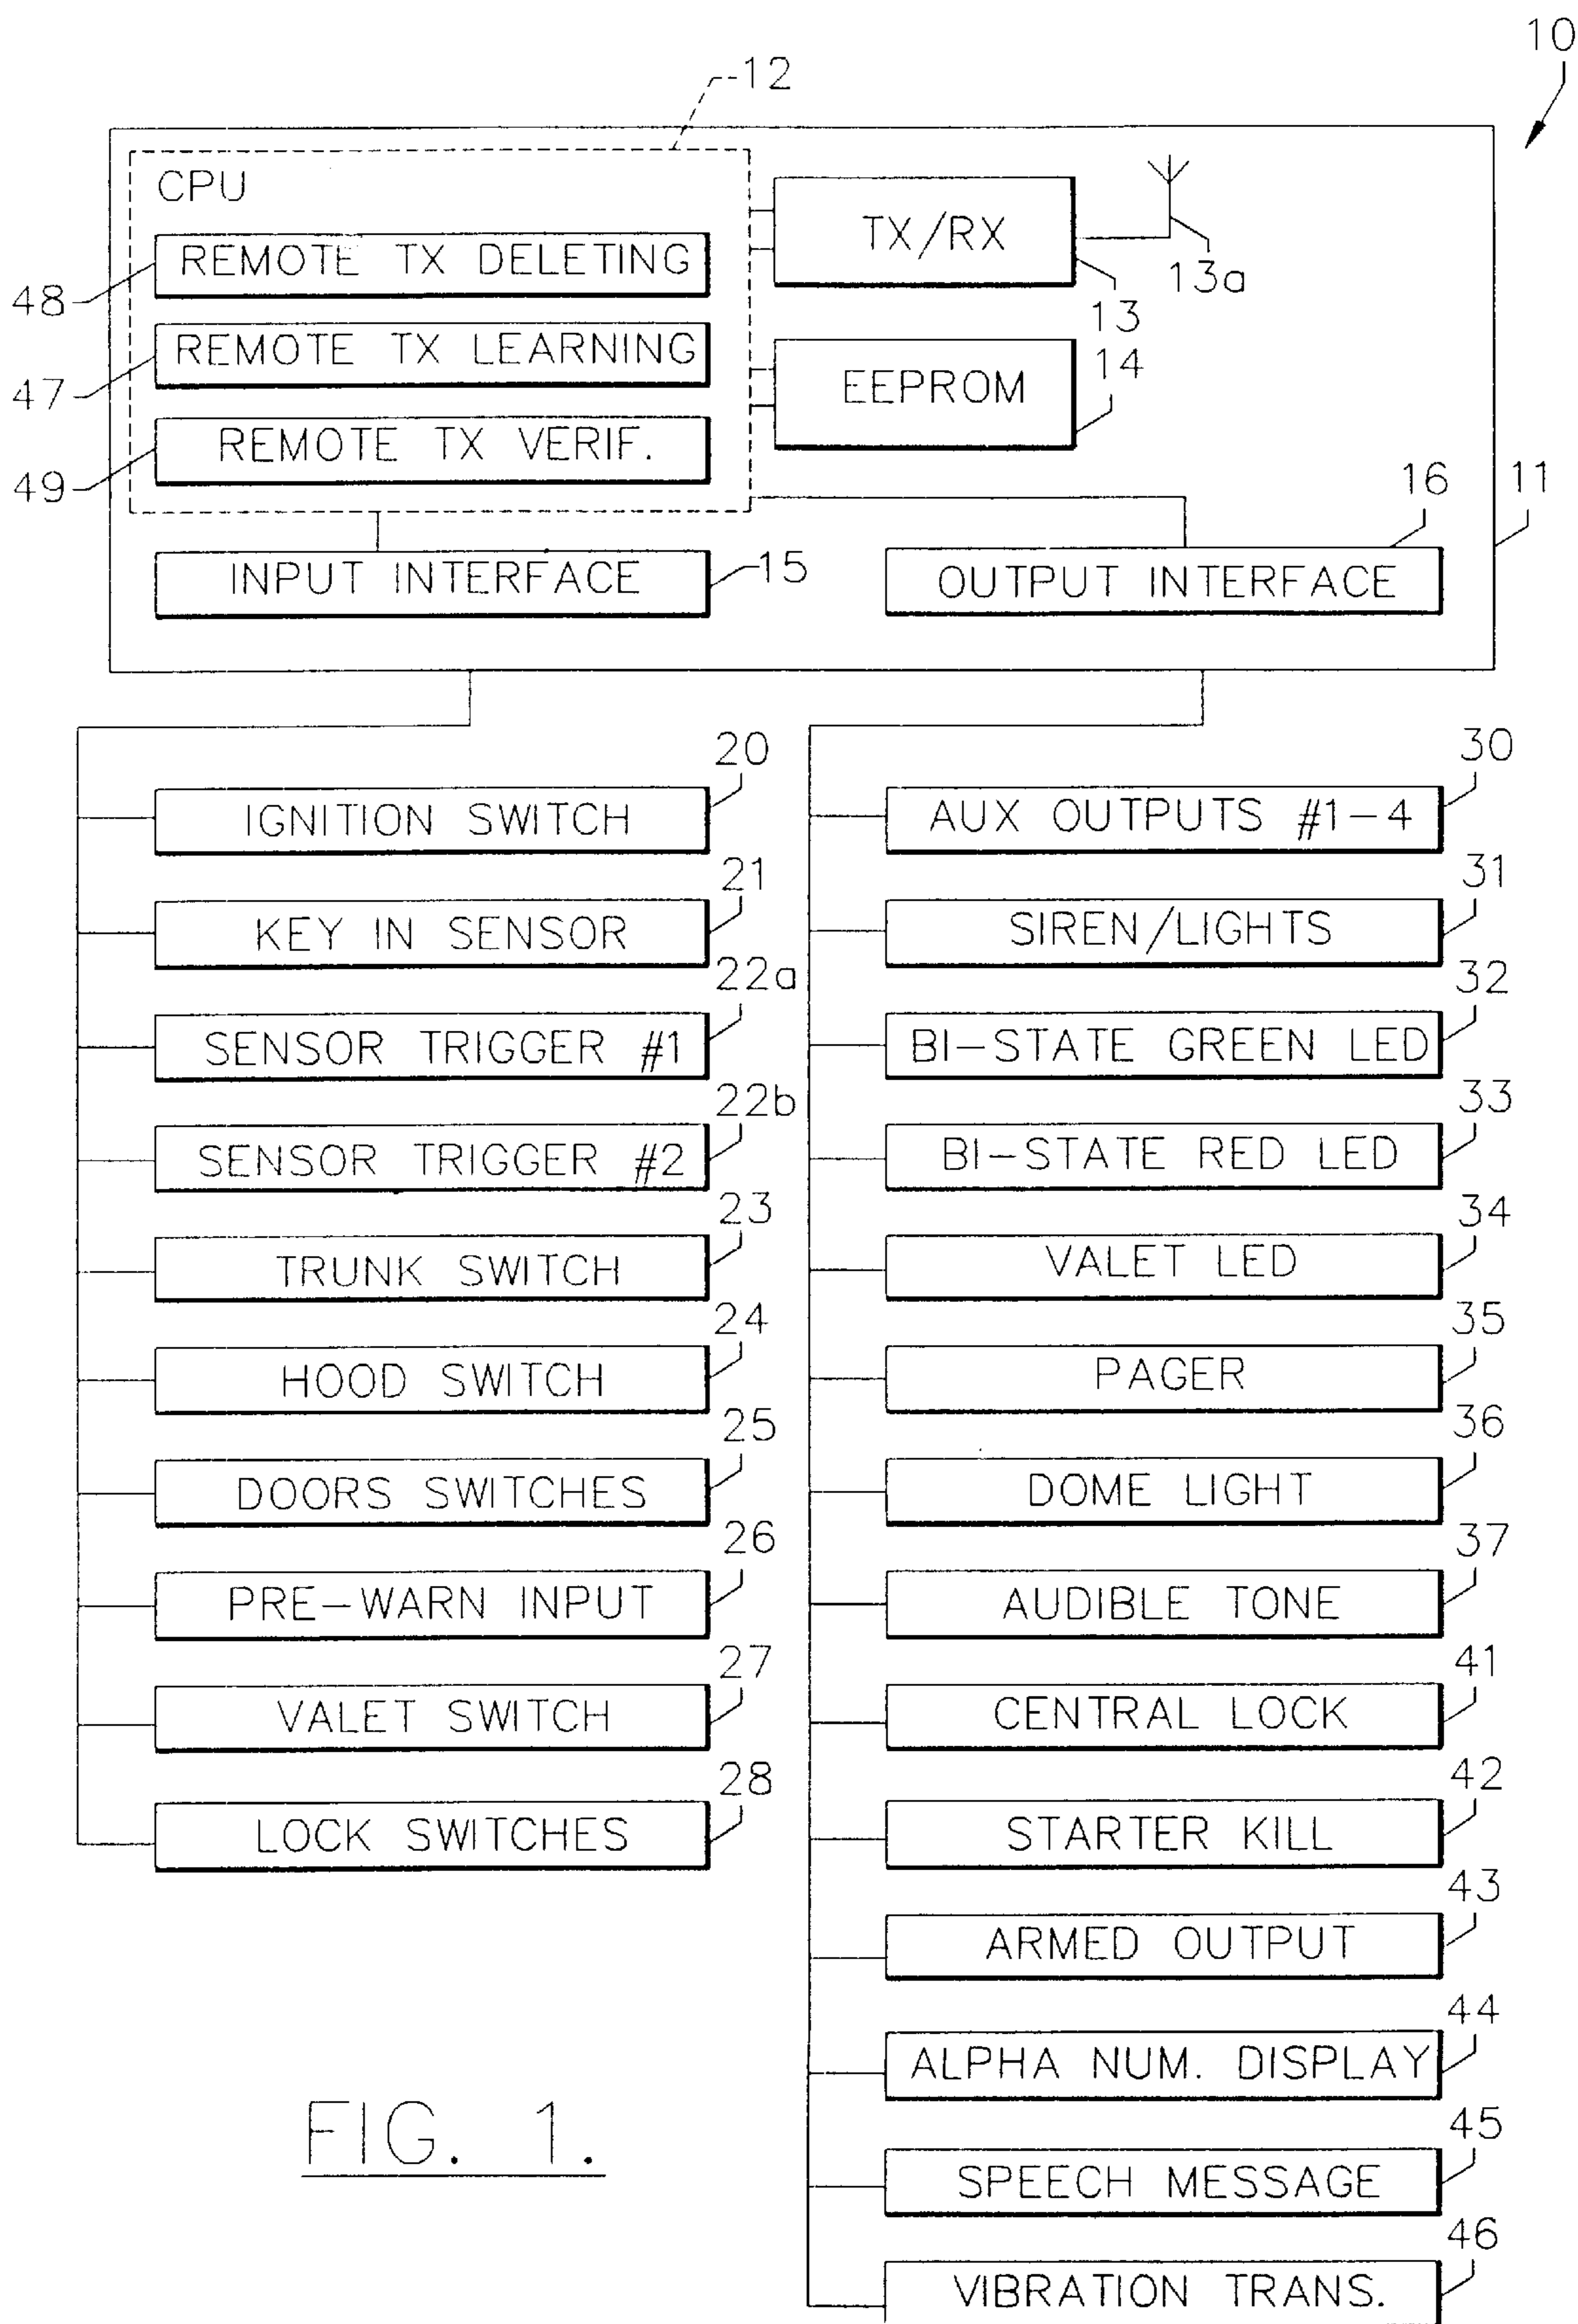 10
12
CPU
TX/RX
13a
13
REMOTE TX DELETING
48
REMOTE TX LEARNING
47
EEPROM
14
REMOTE TX VERIF.
49
16
11
INPUT INTERFACE
15
OUTPUT INTERFACE
20
IGNITION SWITCH
21
KEY IN SENSOR
22a
SENSOR TRIGGER #1
22b
SENSOR TRIGGER #2
23
TRUNK SWITCH
24
HOOD SWITCH
25
DOORS SWITCHES
26
PRE-WARN INPUT
27
VALET SWITCH
28
LOCK SWITCHES
30
AUX OUTPUTS #1-4
31
SIREN/LIGHTS
32
BI-STATE GREEN LED
33
BI-STATE RED LED
34
VALET LED
35
PAGER
36
DOME LIGHT
37
AUDIBLE TONE
41
CENTRAL LOCK
42
STARTER KILL
43
ARMED OUTPUT
44
ALPHA NUM. DISPLAY
45
SPEECH MESSAGE
46
VIBRATION TRANS.
FIG. 1.